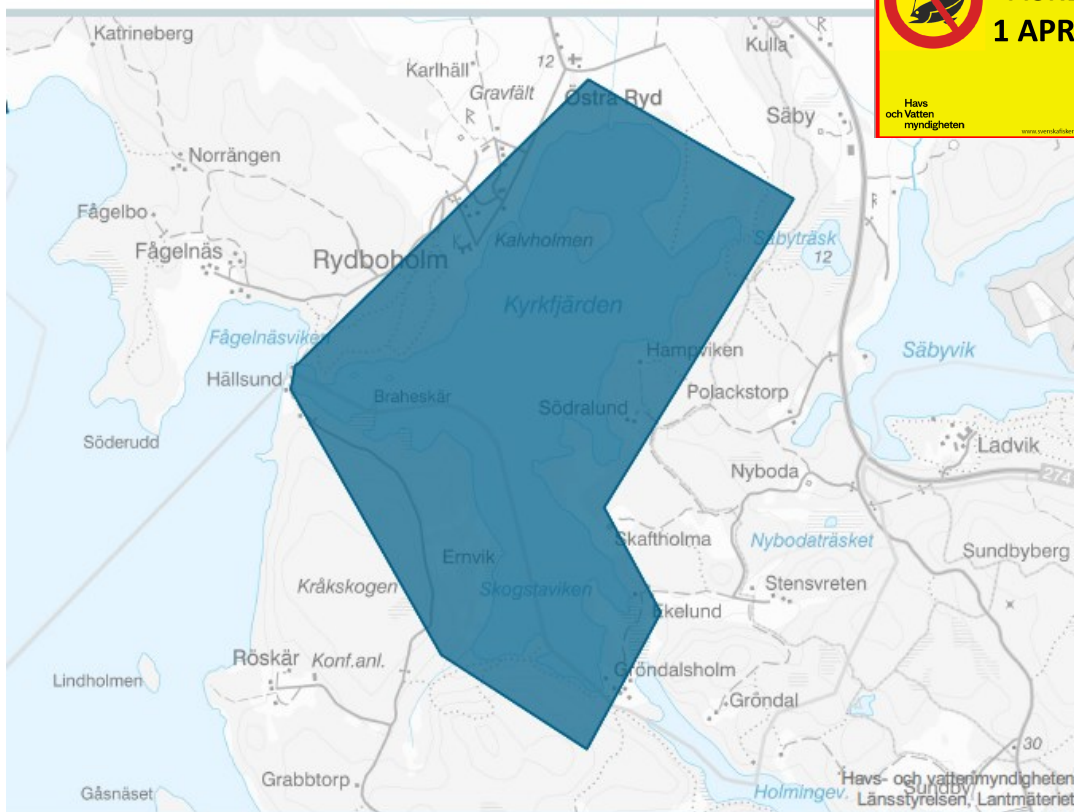 1 APR
Havs
och Vatten
myndigheten
Katrineberg
Kulla
Karlhäll
12
Gravfält
Östra Ryd
Säby
R
R
Norrängen
Fågelbo
Fågelnäs
Rydboholm
Kalvholmen
Säbyträsk
12
Kyrkfjärden
Fågelnäsviken
Hampviken
Säbyvik
Hällsund
Braheskär
Södralund
Polackstorp
Söderudd
Ladvik
Nyboda
274
Skaftholma
Nybodaträsket
Sundbyberg
Ernvik
Kråkskogen
Skogstaviken
Stensvreten
Ekelund
Röskär
Konf.anl.
Gröndalsholm
Lindholmen
Gröndal
30
Grabbtorp
Havs- och vattenmyndigheten
Gåsnäset
Holmingev.
Sundby
Länsstyrelsen, Lantmäteriet